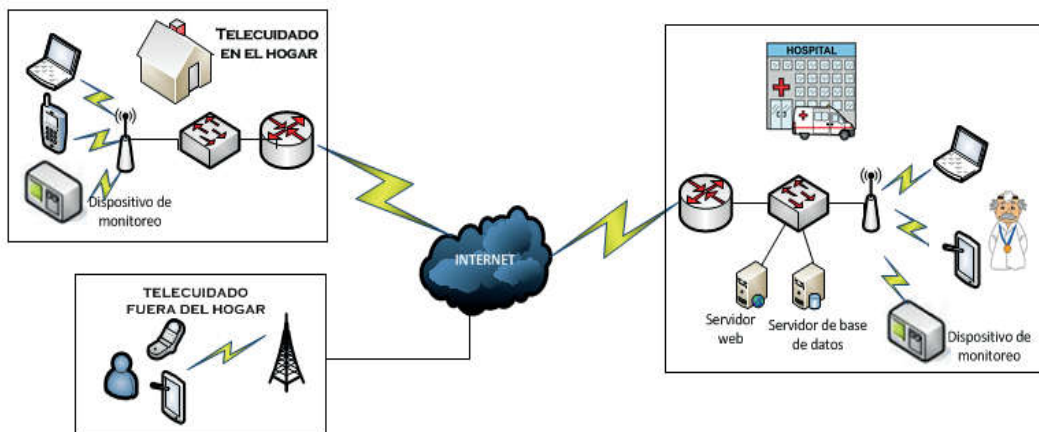 TELECUIDADO
EN EL HOGAR
Dispositivo de
monitoreo
INTERNET
TELECUIDADO
FUERA DEL HOGAR
HOSPITAL
Servidor
web
Servidor de base
de datos
Dispositivo de
monitoreo